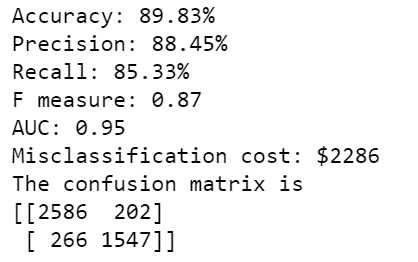 Accuracy: 89.83%
Precision: 88.45%
Recall: 85.33%
F measure: 0.87
AUC: 0.95
Misclassification cost: $2286
The confusion matrix is
[[2586  202]
 [ 266 1547]]